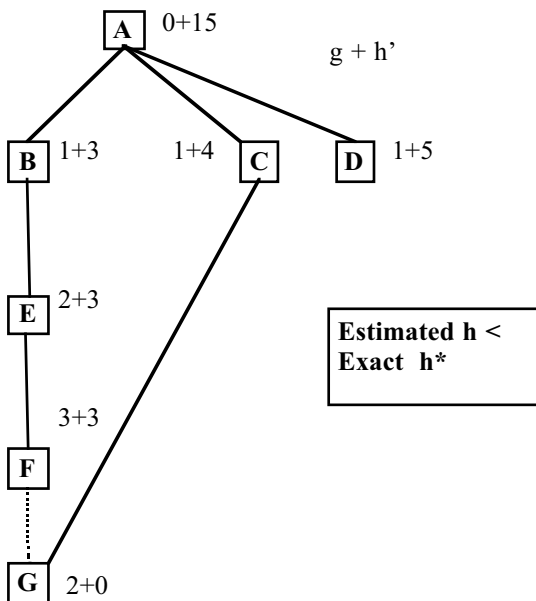 A 0+15
g + h’
B 1+3 1+4 C D 1+5
E 2+3
Estimated h <
Exact h*
3+3
F
G 2+0